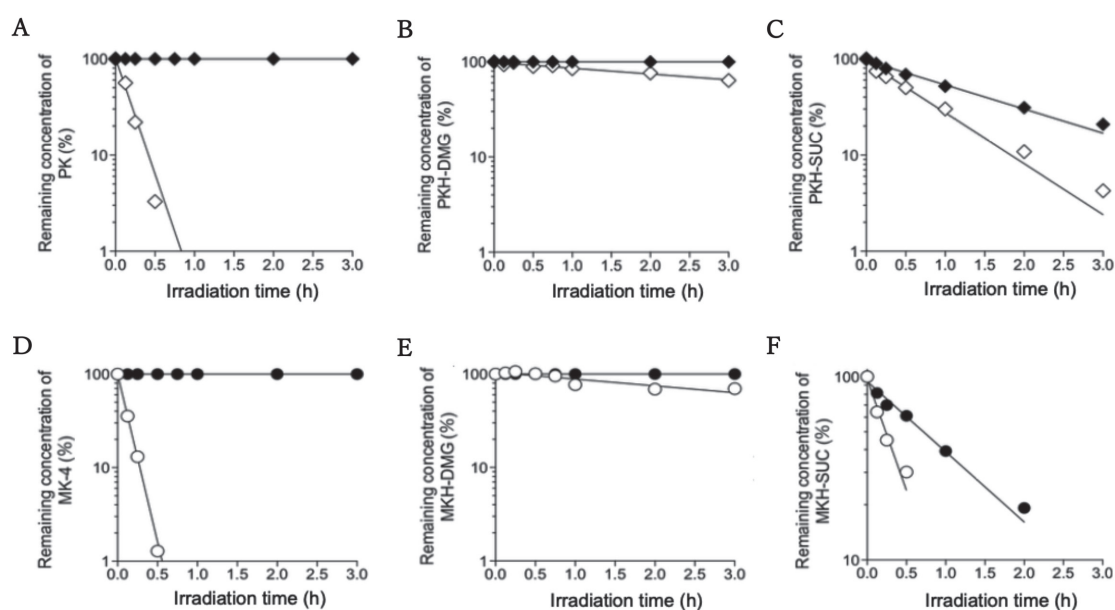 A
Remaining concentration of
PK (%)
100
10
1
0.0 0.5 1.0 1.5 2.0 2.5 3.0
Irradiation time (h)
B
Remaining concentration of
PKH-DMG (%)
100
10
1
0.0 0.5 1.0 1.5 2.0 2.5 3.0
Irradiation time (h)
C
Remaining concentration of
PKH-SUC (%)
100
10
1
0.0 0.5 1.0 1.5 2.0 2.5 3.0
Irradiation time (h)
D
Remaining concentration of
MK-4 (%)
100
10
1
0.0 0.5 1.0 1.5 2.0 2.5 3.0
Irradiation time (h)
E
Remaining concentration of
MKH-DMG (%)
100
10
1
0.0 0.5 1.0 1.5 2.0 2.5 3.0
Irradiation time (h)
F
Remaining concentration of
MKH-SUC (%)
100
10
0.0 0.5 1.0 1.5 2.0 2.5 3.0
Irradiation time (h)